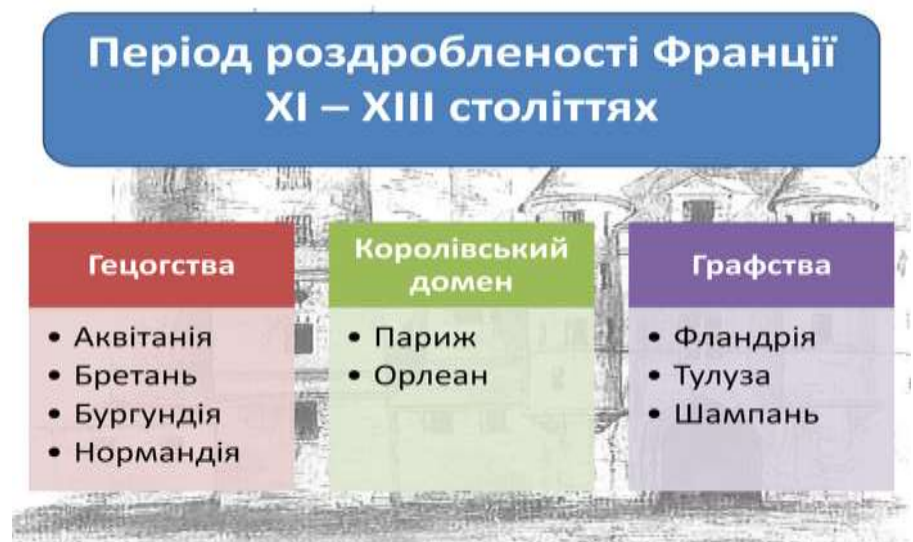 Період роздробленості Франції
XI – XIII століттях
Гецогства
• Аквітанія
• Бретань
• Бургундія
• Нормандія
Королівський
домен
• Париж
• Орлеан
Графства
• Фландрія
• Тулуза
• Шампань